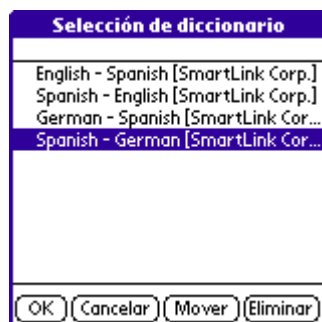 Selección de diccionario
English - Spanish [SmartLink Corp.]
Spanish - English [SmartLink Corp.]
German - Spanish [SmartLink Cor...
Spanish - German [SmartLink Cor...
OK Cancelar Mover Eliminar